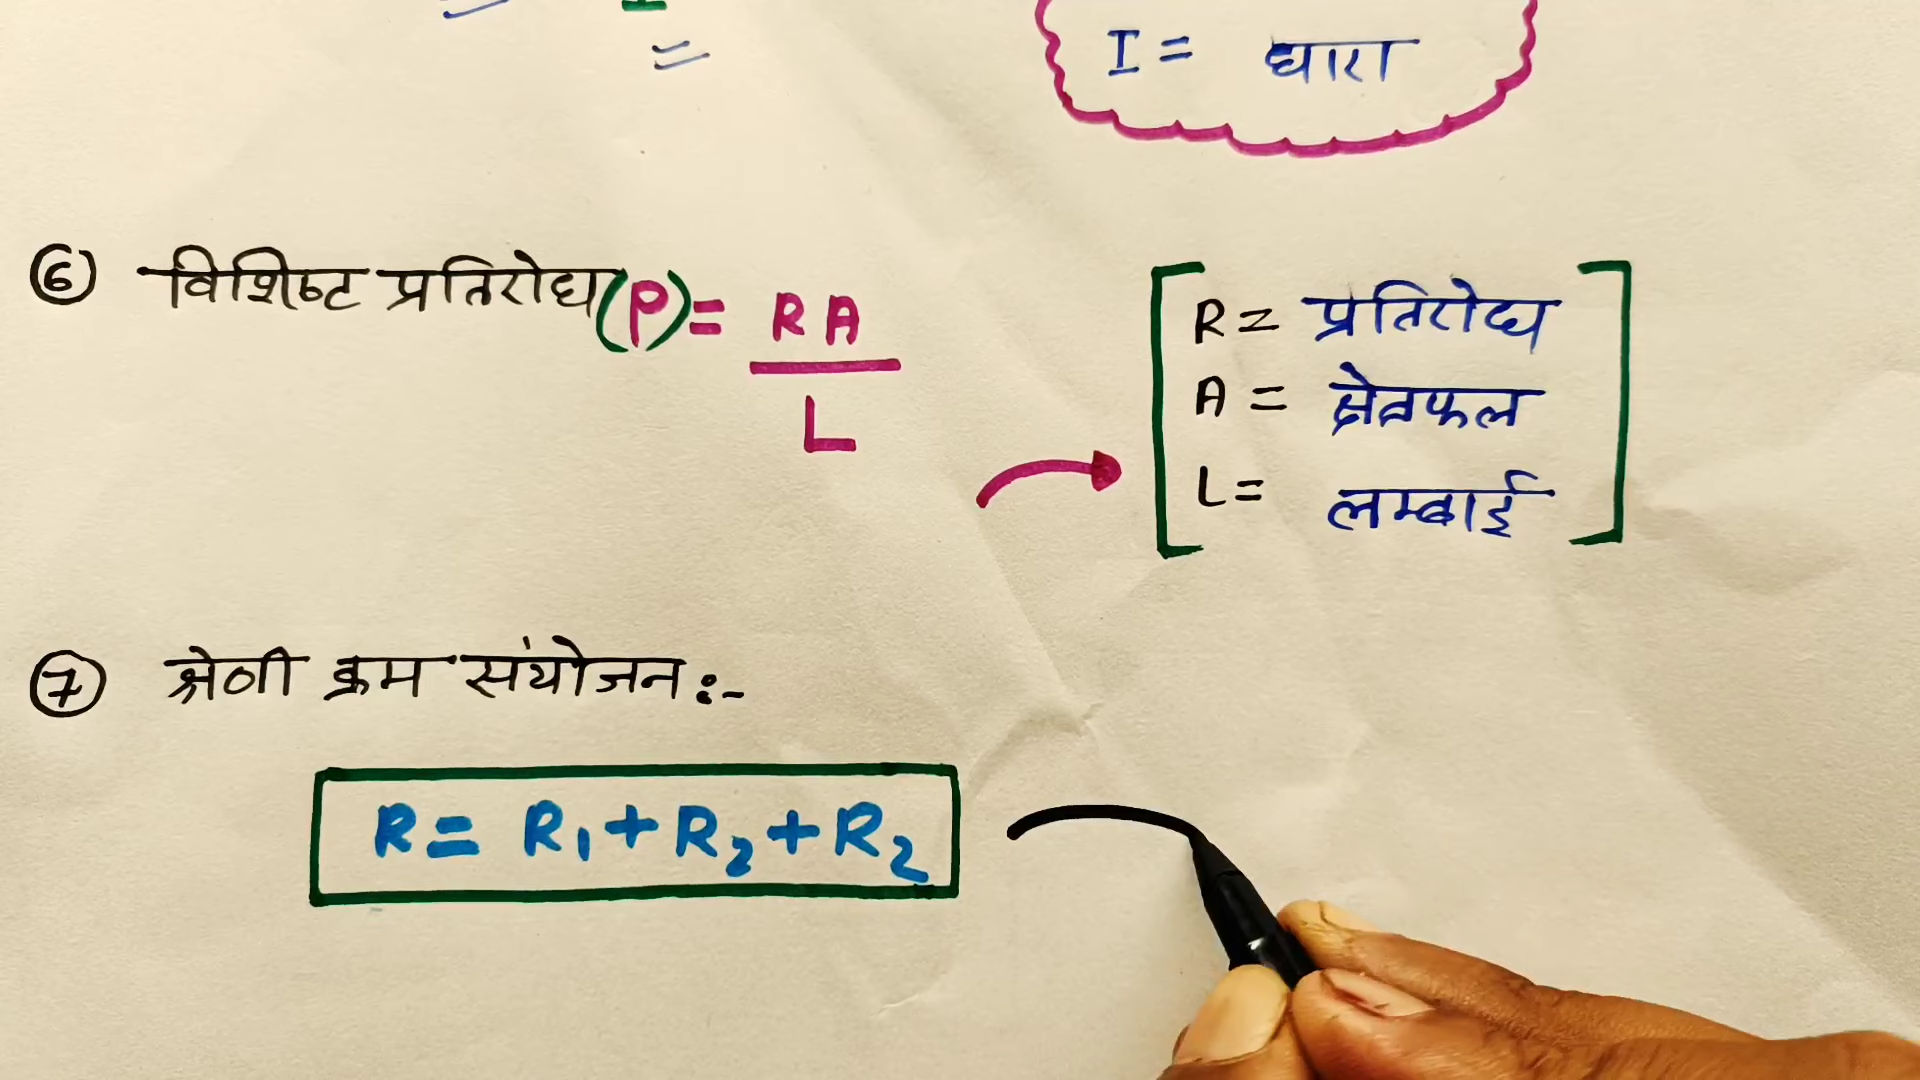 I = धारा
⑥ विशिष्ट प्रतिरोध (P) = RA
L
R = प्रतिरोध
A = क्षेत्रफल
L = लम्बाई
⑦ श्रेणी क्रम संयोजन :-
R = R₁ + R₂ + R₂